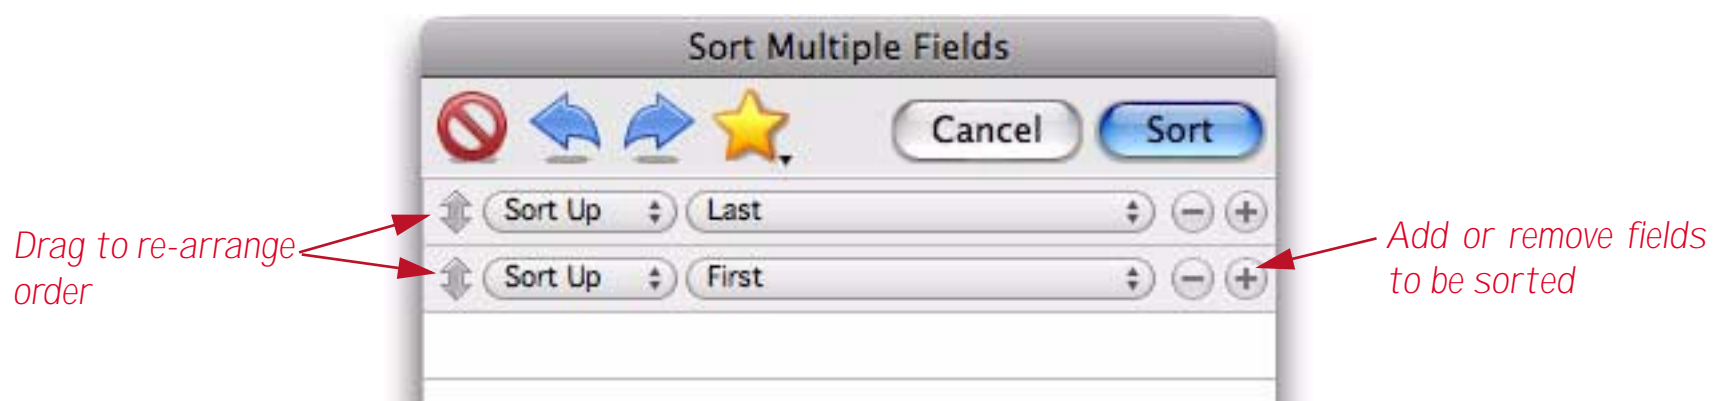 Sort Multiple Fields
Cancel
Sort
Sort Up
Last
Sort Up
First
Drag to re-arrange
order
Add or remove fields
to be sorted